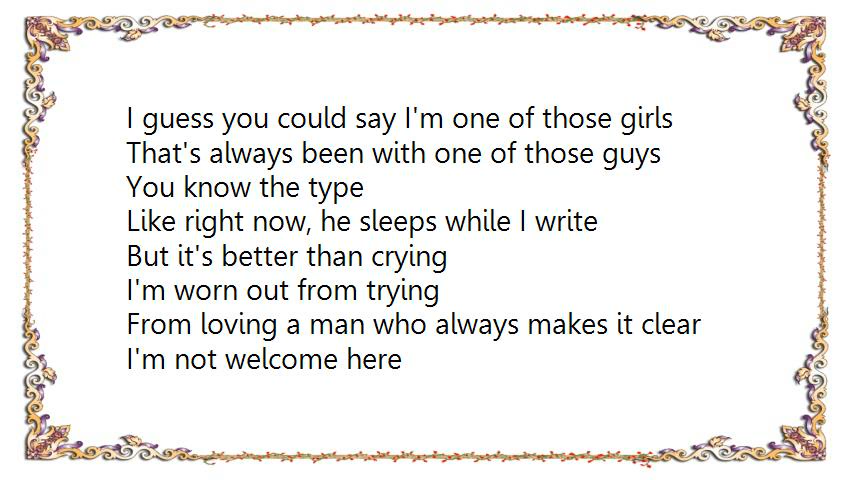 I guess you could say I'm one of those girls
That's always been with one of those guys
You know the type
Like right now, he sleeps while I write
But it's better than crying
I'm worn out from trying
From loving a man who always makes it clear
I'm not welcome here